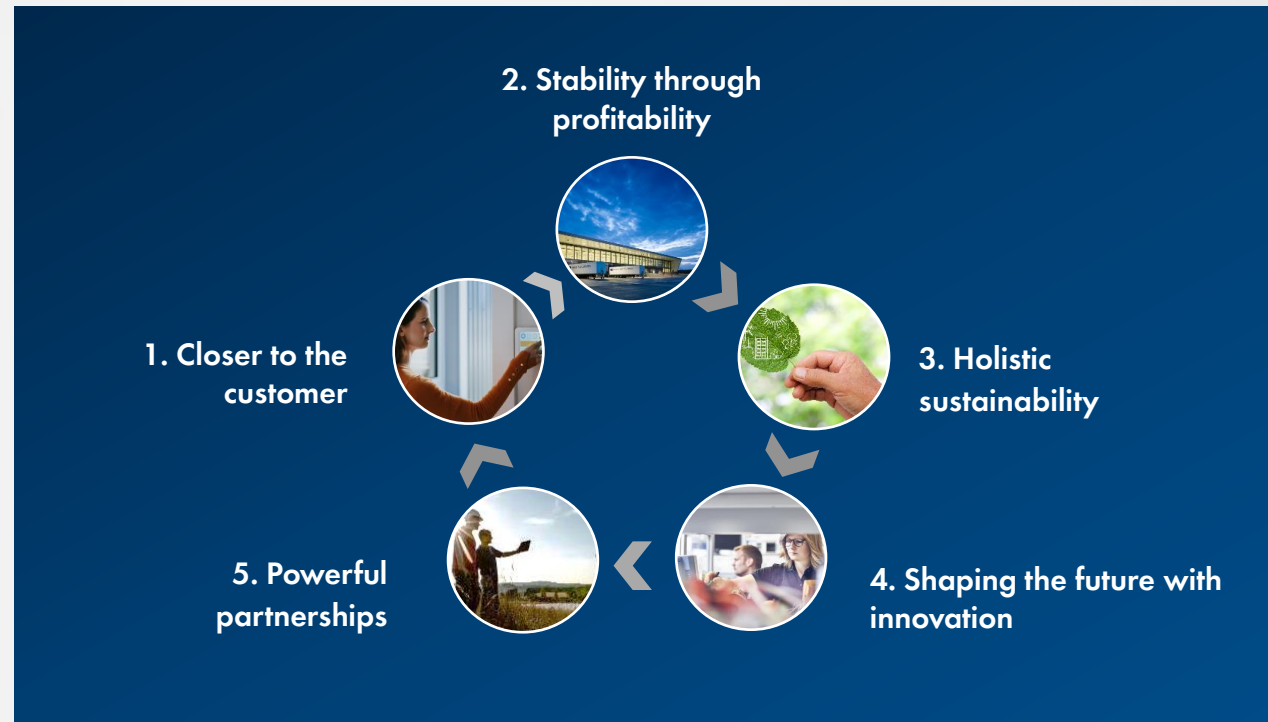 1. Closer to the
customer
2. Stability through
profitability
3. Holistic
sustainability
4. Shaping the future with
innovation
5. Powerful
partnerships